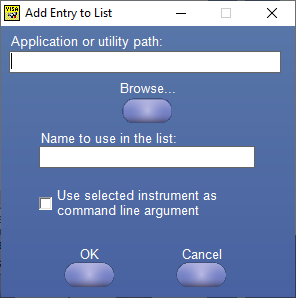 VISA Add Entry to List
Application or utility path:
Browse...
Name to use in the list:
Use selected instrument as
command line argument
OK Cancel